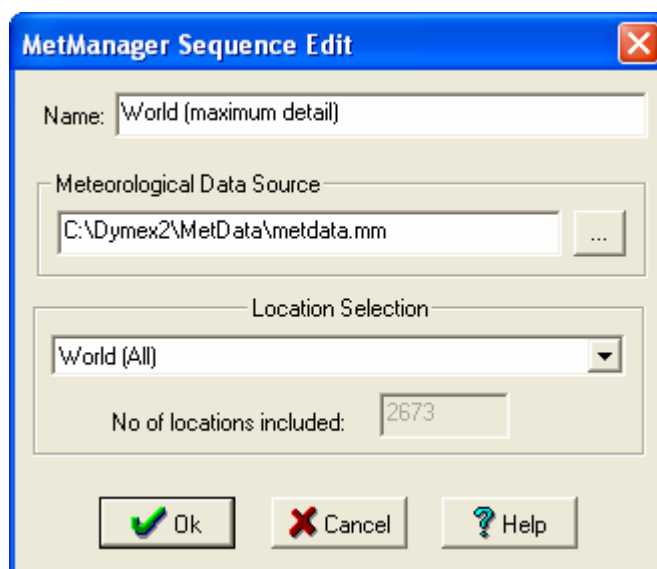 MetManager Sequence Edit
Name: World (maximum detail)
Meteorological Data Source
C:\Dymex2\MetData\metdata.mm ...
Location Selection
World (All)
No of locations included: 2673
Ok Cancel Help